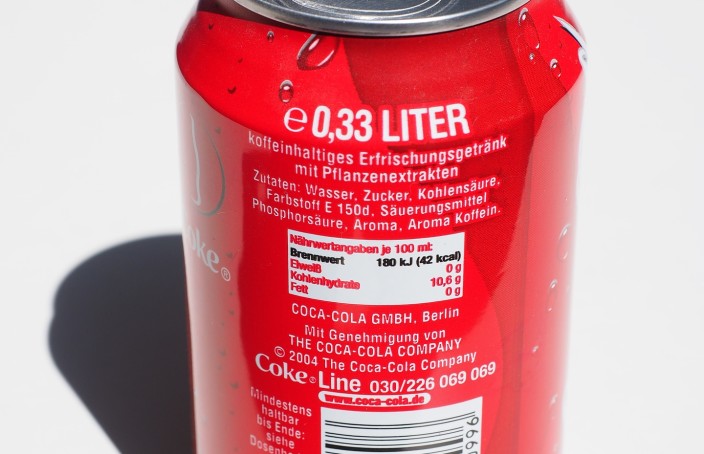 ℮ 0,33 LITER
koffeinhaltiges Erfrischungsgetränk
mit Pflanzenextrakten
Zutaten: Wasser, Zucker, Kohlensäure,
Farbstoff E 150d, Säuerungsmittel
Phosphorsäure, Aroma, Aroma Koffein.
Nährwertangaben je 100 ml:
Brennwert 180 kJ (42 kcal)
Eiweiß 0 g
Kohlenhydrate 10,6 g
Fett 0 g
COCA-COLA GMBH, Berlin
Mit Genehmigung von
THE COCA-COLA COMPANY
© 2004 The Coca-Cola Company
Coke® Line 030/226 069 069
www.coca-cola.de
Mindestens
haltbar
bis Ende:
siehe
oke®